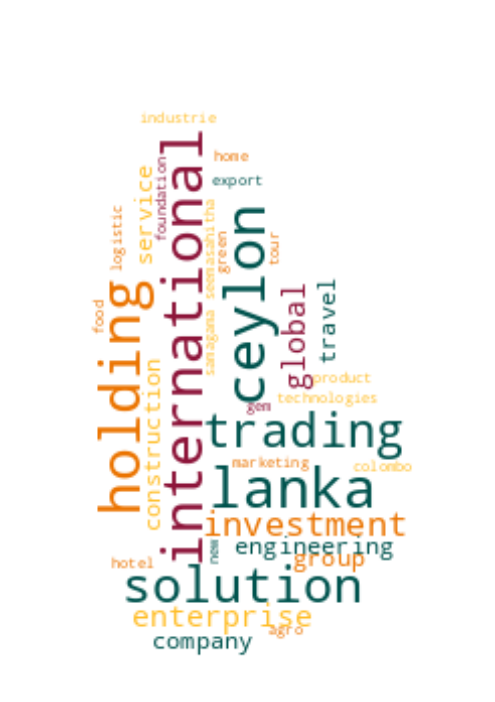 industrie
international
home
foundation
export
service
logistic
seemasahitha
samagama
ceylon
green
tour
holding
food
global
travel
construction
product
technologies
gem
trading
marketing
colombo
lanka
investment
new
engineering
group
hotel
solution
enterprise
agro
company